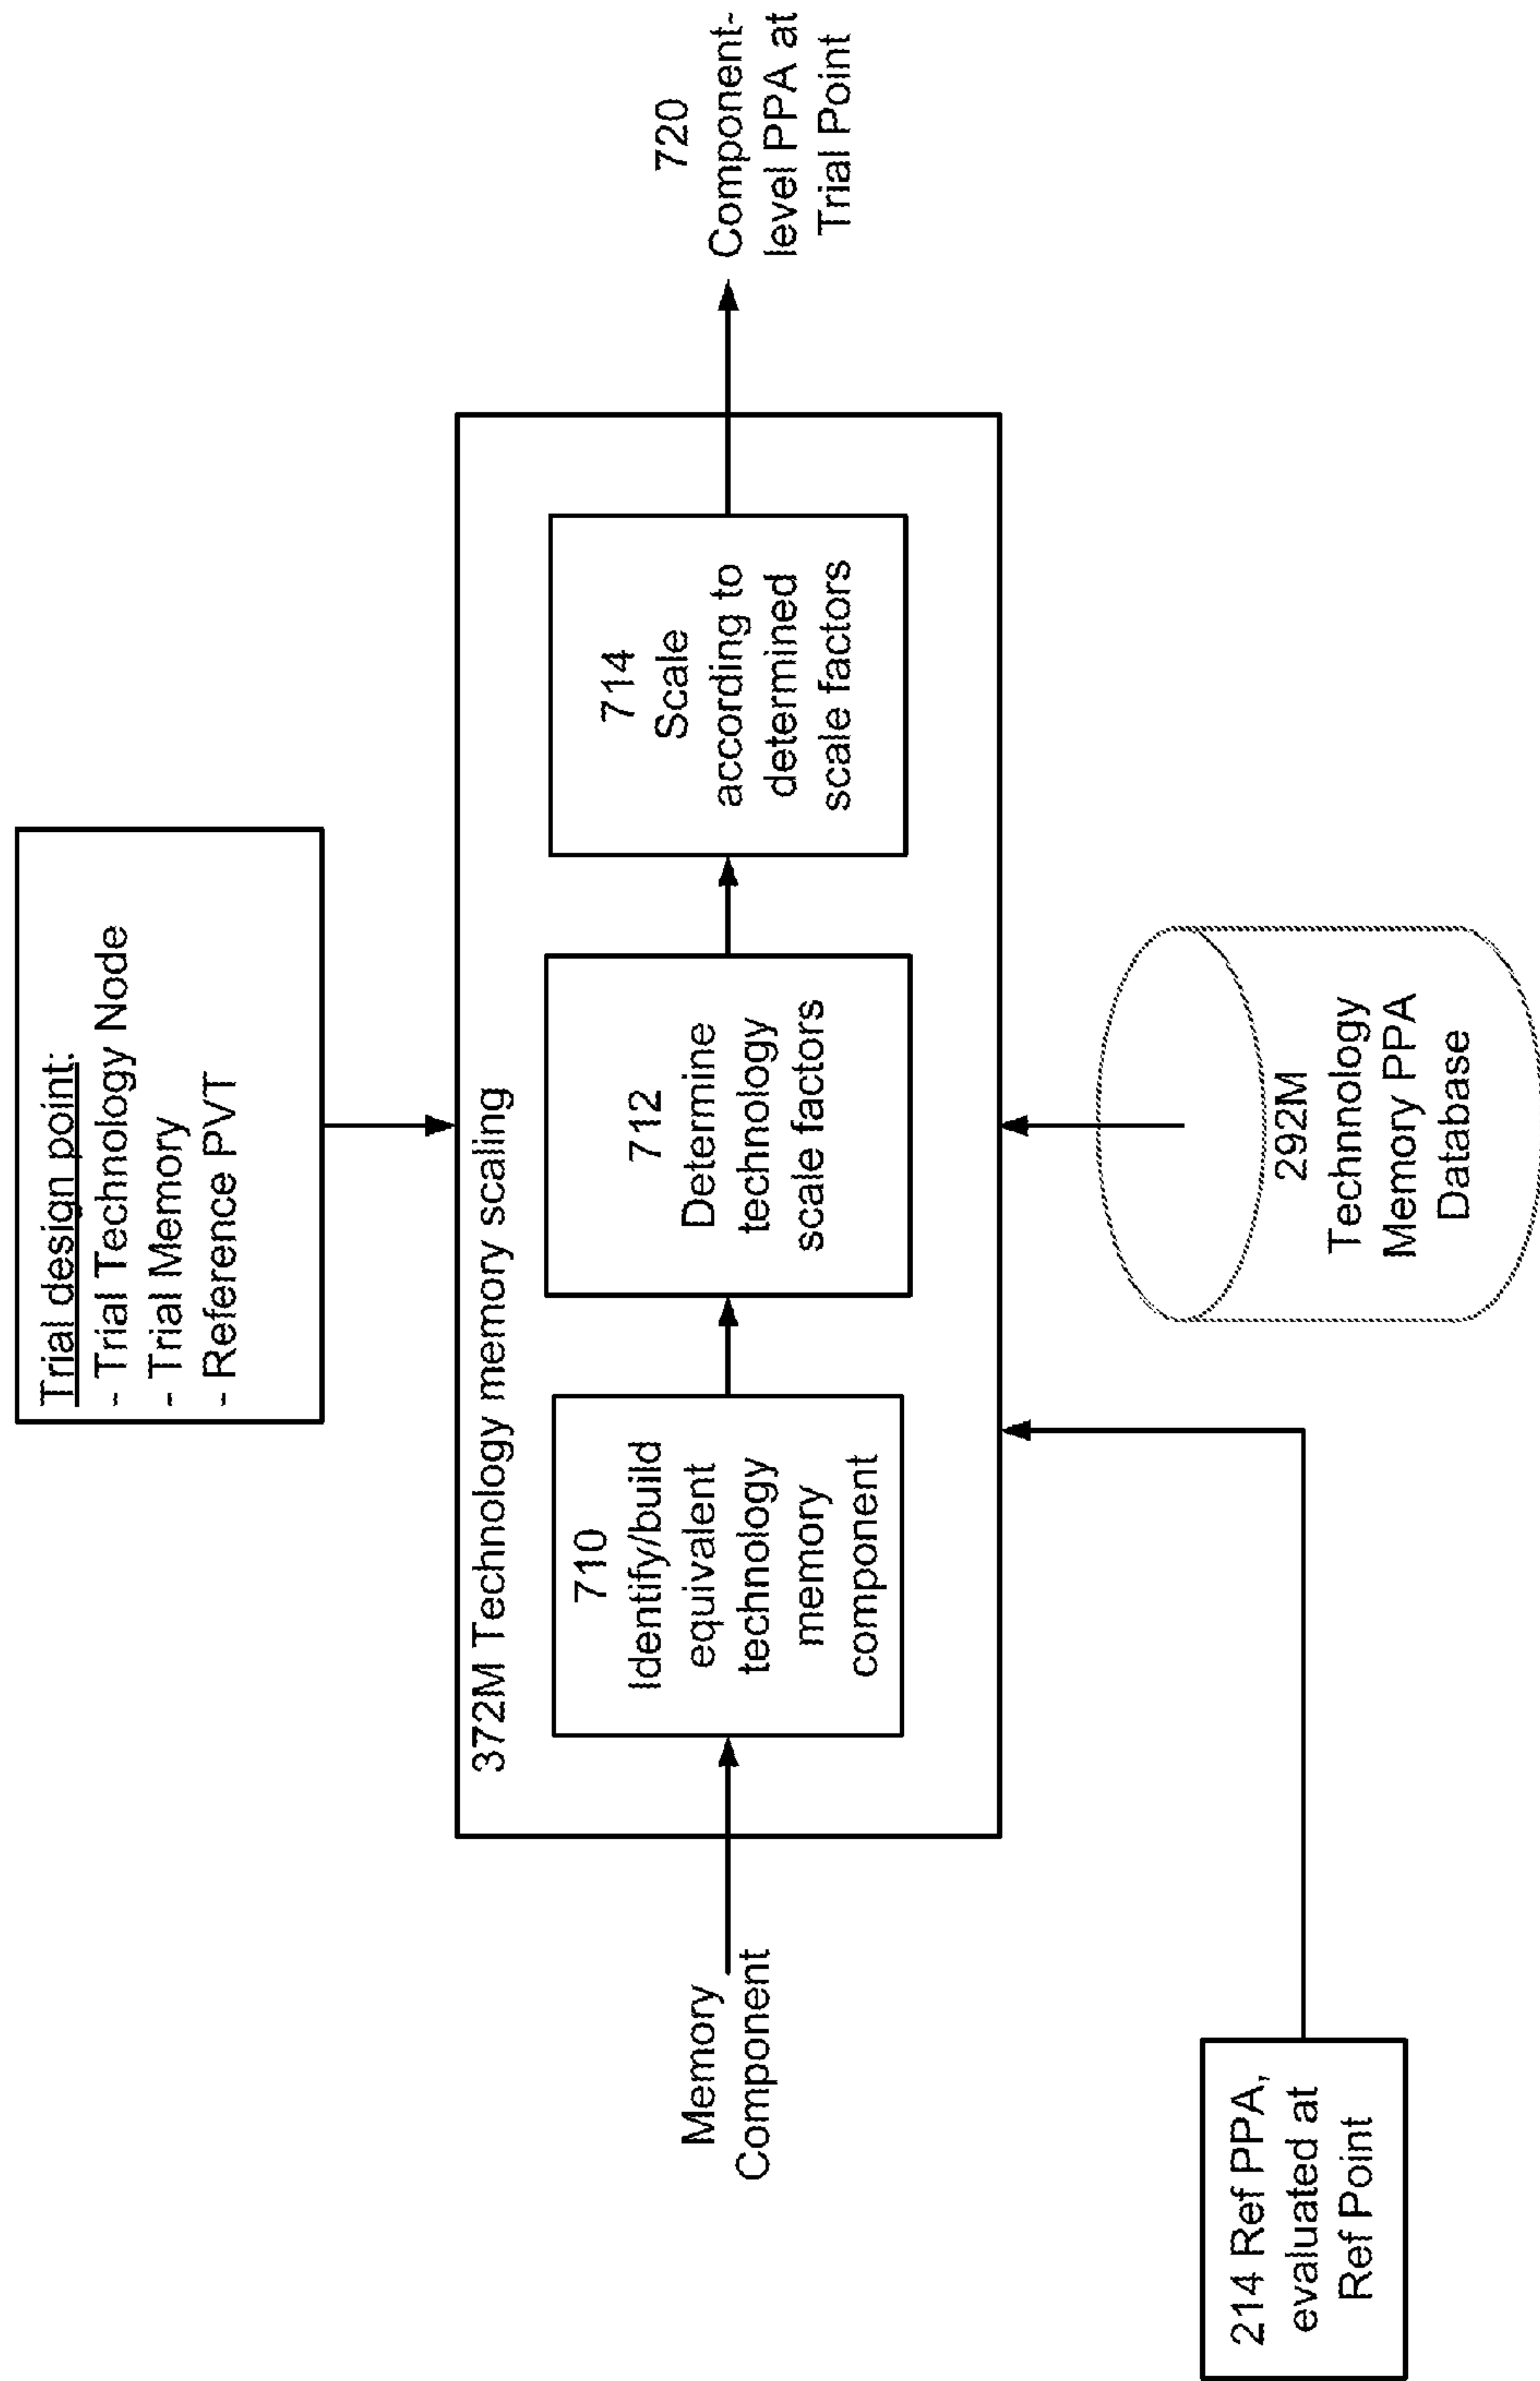 Trial design point:
- Trial Technology Node
- Trial Memory
- Reference PVT
372M Technology memory scaling
Memory
Component
710
Identify/build
equivalent
technology
memory
component
712
Determine
technology
scale factors
714
Scale
according to
determined
scale factors
720
Component-
level PPA at
Trial Point
214 Ref PPA,
evaluated at
Ref Point
292M
Technnology
Memory PPA
Database